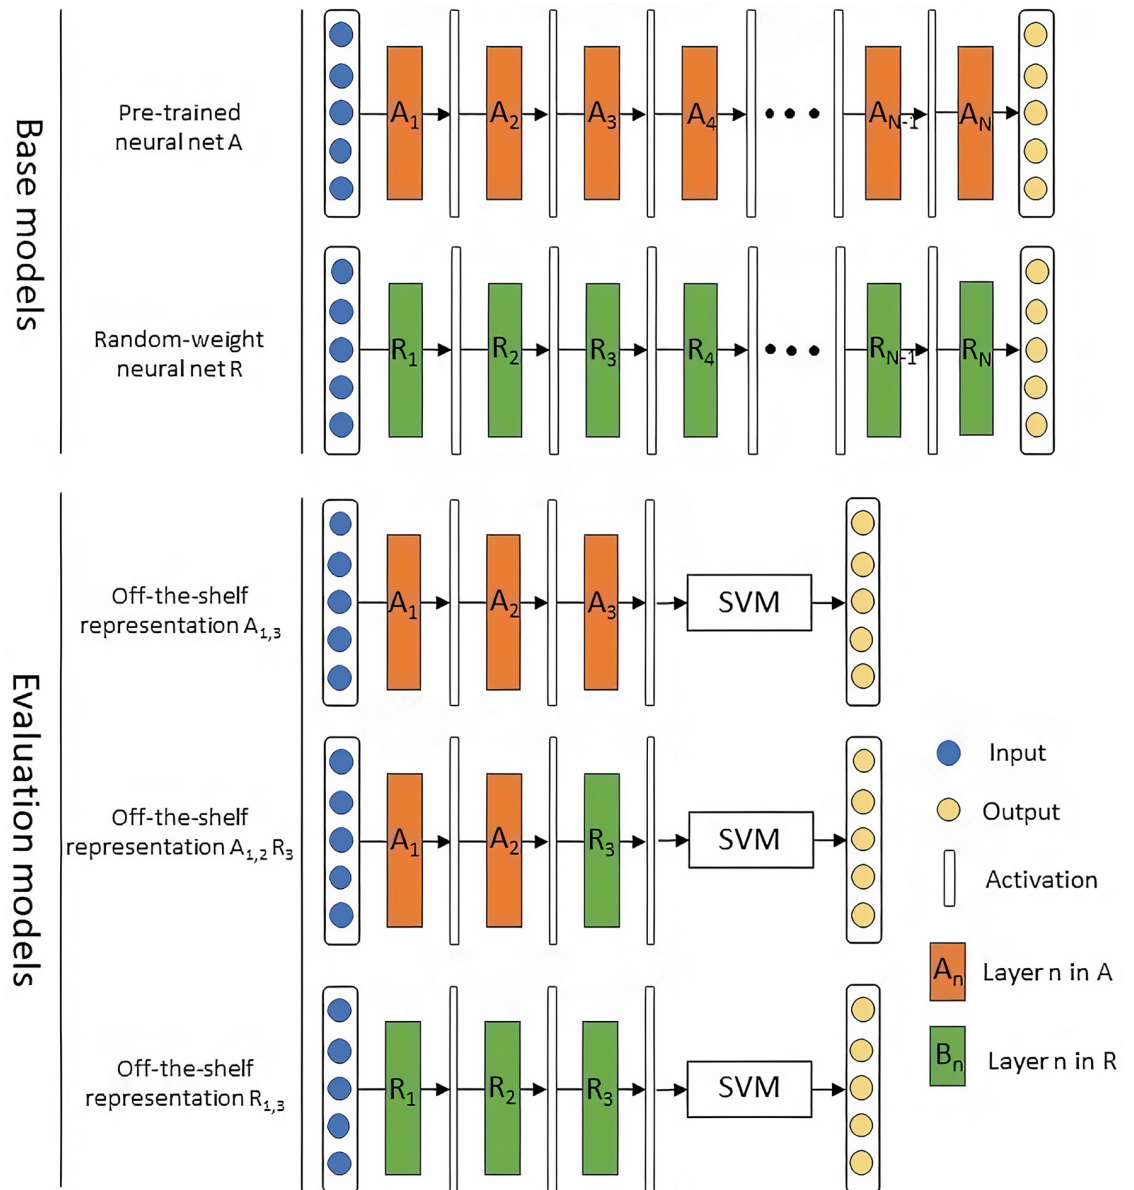 Base models
Pre-trained
neural net A
A1
A2
A3
A4
AN-1
AN
Random-weight
neural net R
R1
R2
R3
R4
RN-1
RN
Evaluation models
Off-the-shelf
representation A1,3
A1
A2
A3
SVM
Off-the-shelf
representation A1,2 R3
A1
A2
R3
SVM
Off-the-shelf
representation R1,3
R1
R2
R3
SVM
Input
Output
Activation
An Layer n in A
Bn Layer n in R